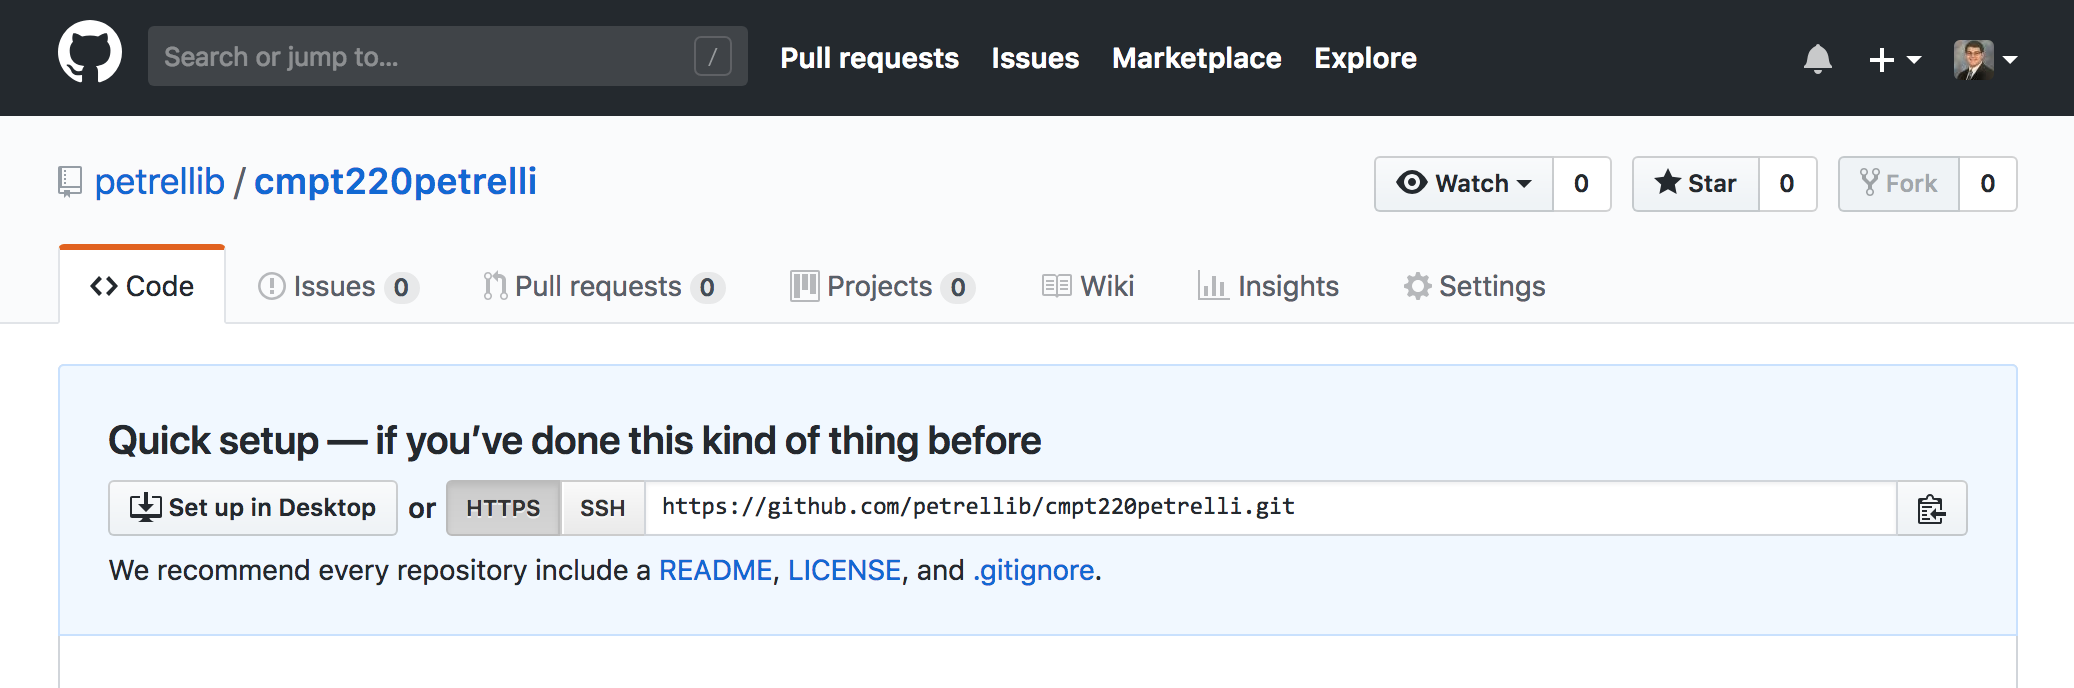 Search or jump to... / Pull requests Issues Marketplace Explore
petrellib / cmpt220petrelli Watch 0 Star 0 Fork 0
Code Issues 0 Pull requests 0 Projects 0 Wiki Insights Settings
Quick setup — if you’ve done this kind of thing before
Set up in Desktop or HTTPS SSH https://github.com/petrellib/cmpt220petrelli.git
We recommend every repository include a README, LICENSE, and .gitignore.